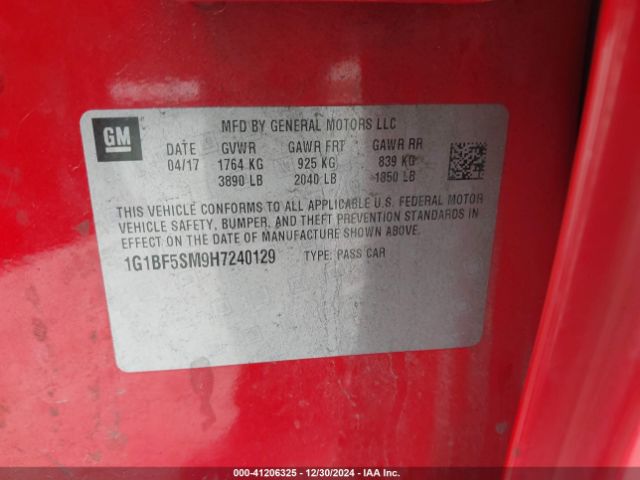 GM
MFD BY GENERAL MOTORS LLC
DATE GVWR GAWR FRT GAWR RR
04/17 1764 KG 925 KG 839 KG
3890 LB 2040 LB 1850 LB
THIS VEHICLE CONFORMS TO ALL APPLICABLE U.S. FEDERAL MOTOR
VEHICLE SAFETY, BUMPER, AND THEFT PREVENTION STANDARDS IN
EFFECT ON THE DATE OF MANUFACTURE SHOWN ABOVE.
1G1BF5SM9H7240129 TYPE: PASS CAR
000-41206325 - 12/30/2024 - IAA Inc.